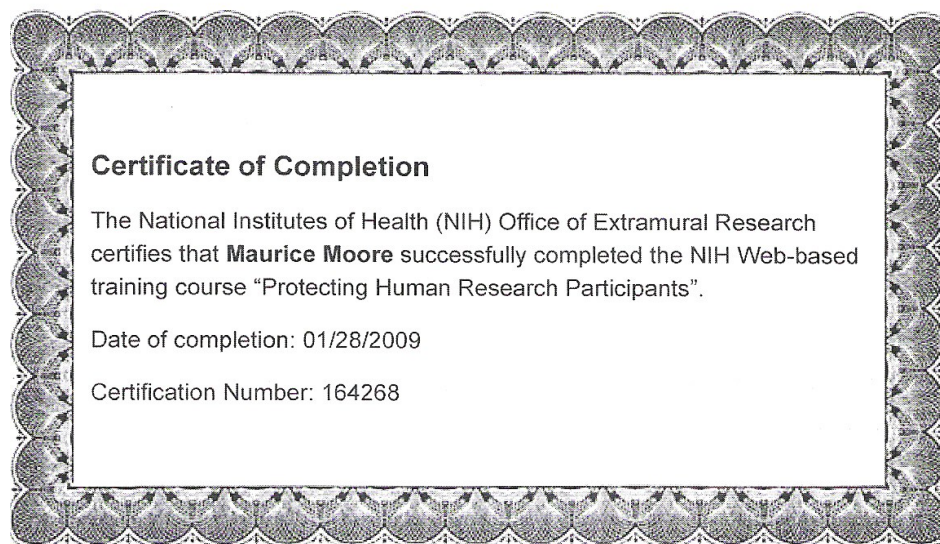 Certificate of Completion
The National Institutes of Health (NIH) Office of Extramural Research
certifies that Maurice Moore successfully completed the NIH Web-based
training course “Protecting Human Research Participants”.
Date of completion: 01/28/2009
Certification Number: 164268